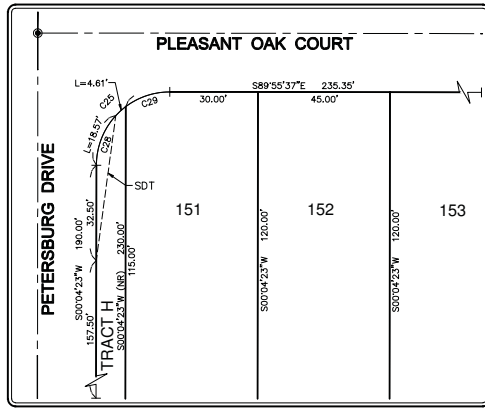 PLEASANT OAK COURT
L=4.61'
S89°55'37"E 235.35'
C25
C29
30.00'
45.00'
L=18.57'
C28
SDT
PETERSBURG DRIVE
32.50'
S00°04'23"W 190.00'
157.50'
TRACT H
S00°04'23"W (NR) 230.00'
115.00'
151
S00°04'23"W 120.00'
152
S00°04'23"W 120.00'
153